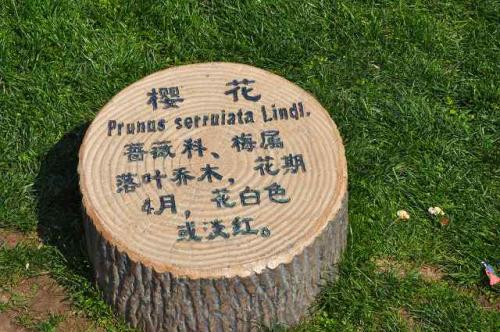 樱 花
Prunus serruiata Lindl.
蔷薇科、梅属
落叶乔木，花期
4月，花白色
或淡红。